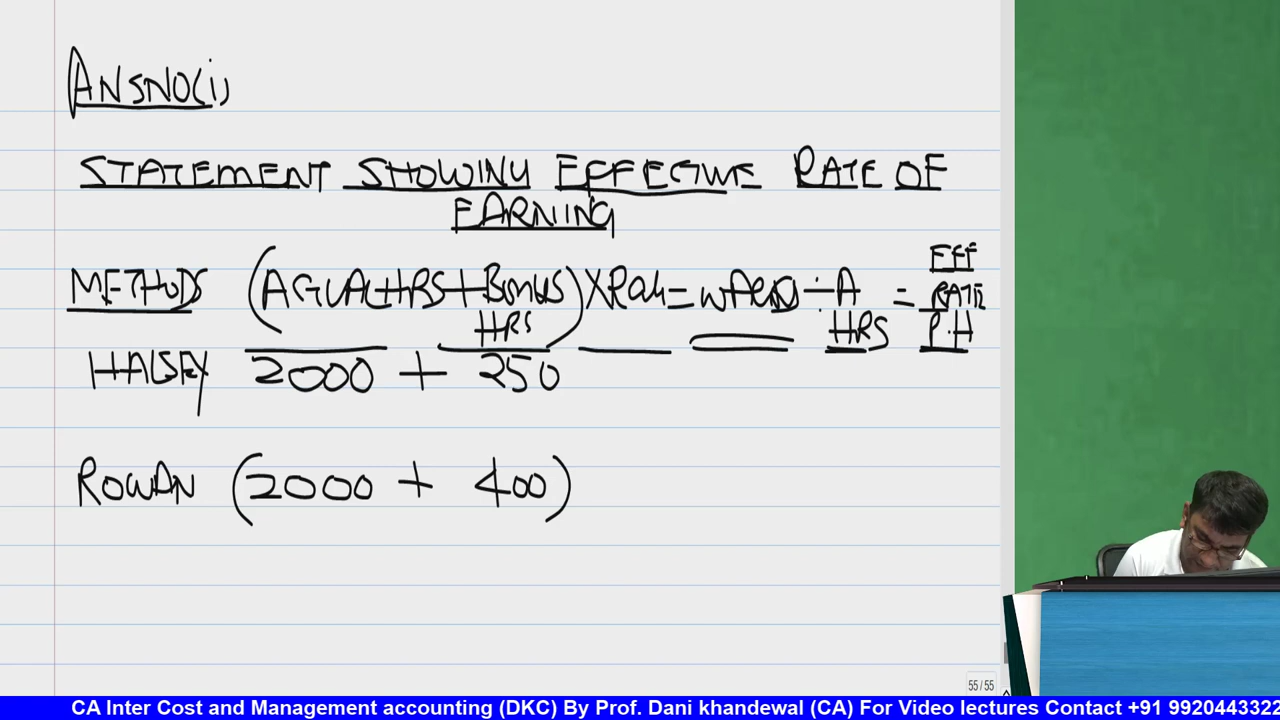 ANSNO(i)
STATEMENT SHOWING EFFECTIVE RATE OF
EARNING
METHODS (ACTUAL HRS + BONUS HRS) X Rate = WAGES ÷ A HRS = EFF RATE P.H
HALSEY 2000 + 250
ROWAN (2000 + 400)
55/55
CA Inter Cost and Management accounting (DKC) By Prof. Dani khandewal (CA) For Video lectures Contact +91 9920443322